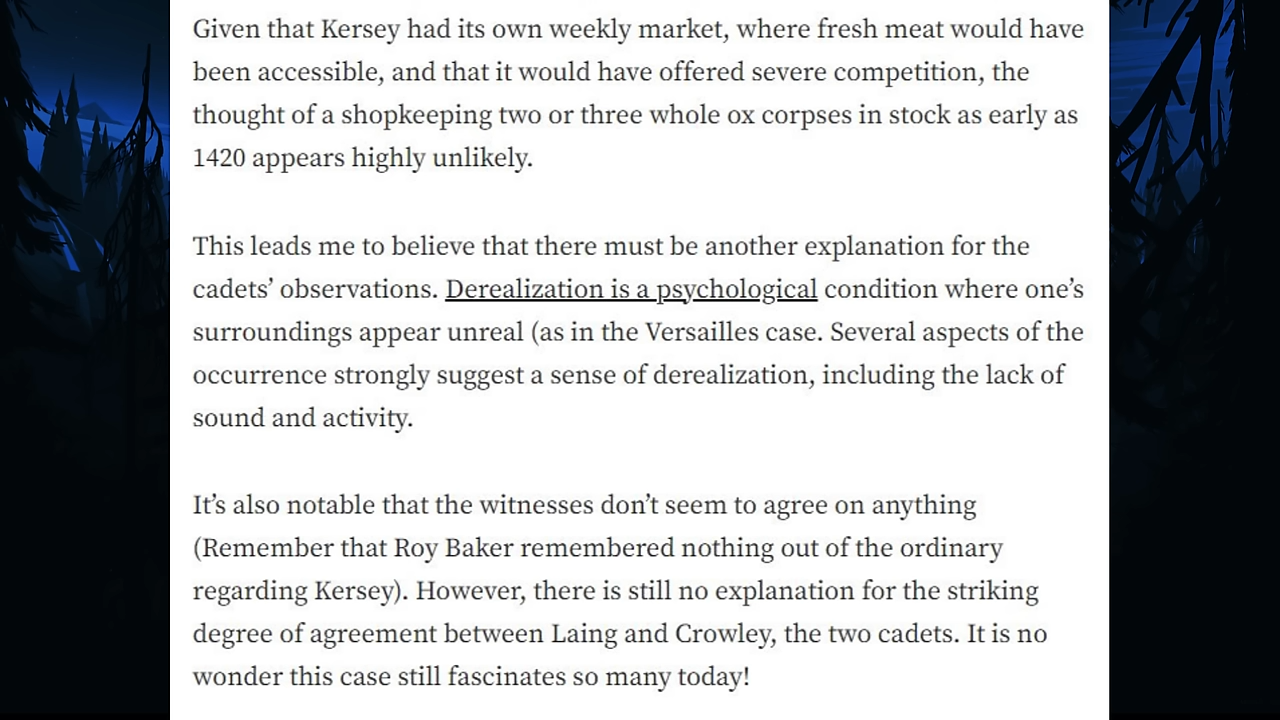 Given that Kersey had its own weekly market, where fresh meat would have
been accessible, and that it would have offered severe competition, the
thought of a shopkeeping two or three whole ox corpses in stock as early as
1420 appears highly unlikely.
This leads me to believe that there must be another explanation for the
cadets’ observations. Derealization is a psychological condition where one’s
surroundings appear unreal (as in the Versailles case. Several aspects of the
occurrence strongly suggest a sense of derealization, including the lack of
sound and activity.
It’s also notable that the witnesses don’t seem to agree on anything
(Remember that Roy Baker remembered nothing out of the ordinary
regarding Kersey). However, there is still no explanation for the striking
degree of agreement between Laing and Crowley, the two cadets. It is no
wonder this case still fascinates so many today!